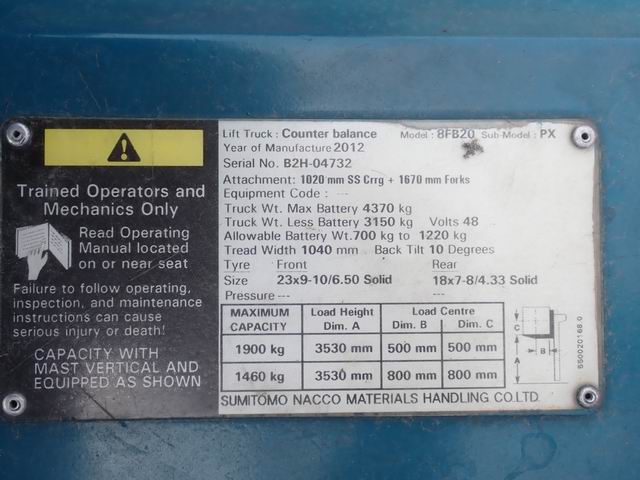 Trained Operators and
Mechanics Only
Read Operating
Manual located
on or near seat
Failure to follow operating,
inspection, and maintenance
instructions can cause
serious injury or death!
CAPACITY WITH
MAST VERTICAL AND
EQUIPPED AS SHOWN
Lift Truck : Counter balance Model : 8FB20 Sub-Model : PX
Year of Manufacture 2012
Serial No. B2H-04732
Attachment: 1020 mm SS Crrg + 1670 mm Forks
Equipment Code : ---
Truck Wt. Max Battery 4370 kg
Truck Wt. Less Battery 3150 kg Volts 48
Allowable Battery Wt. 700 kg to 1220 kg
Tread Width 1040 mm Back Tilt 10 Degrees
Tyre Front Rear
Size 23x9-10/6.50 Solid 18x7-8/4.33 Solid
Pressure --- ---
MAXIMUM CAPACITY Load Height Dim. A Load Centre Dim. B Dim. C
1900 kg 3530 mm 500 mm 500 mm
1460 kg 3530 mm 800 mm 800 mm
C
B
A
550020168 0
SUMITOMO NACCO MATERIALS HANDLING CO.LTD.